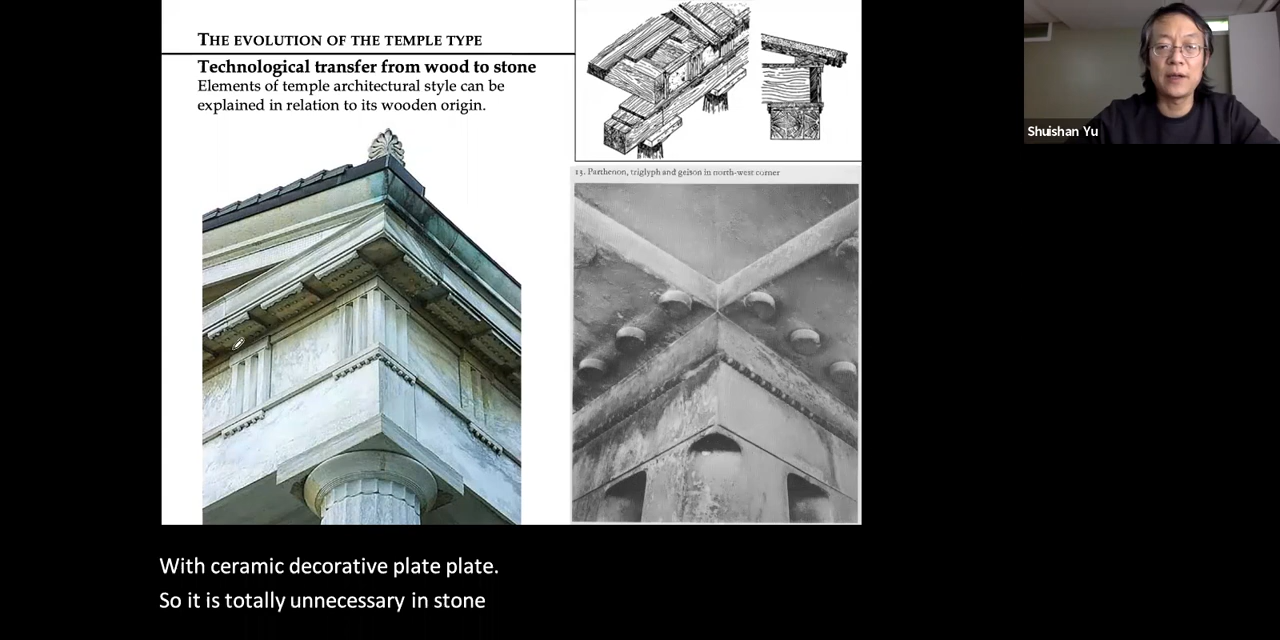 THE EVOLUTION OF THE TEMPLE TYPE
Technological transfer from wood to stone
Elements of temple architectural style can be
explained in relation to its wooden origin.
13. Parthenon, triglyph and geison in north-west corner
Shuishan Yu
With ceramic decorative plate plate.
So it is totally unnecessary in stone